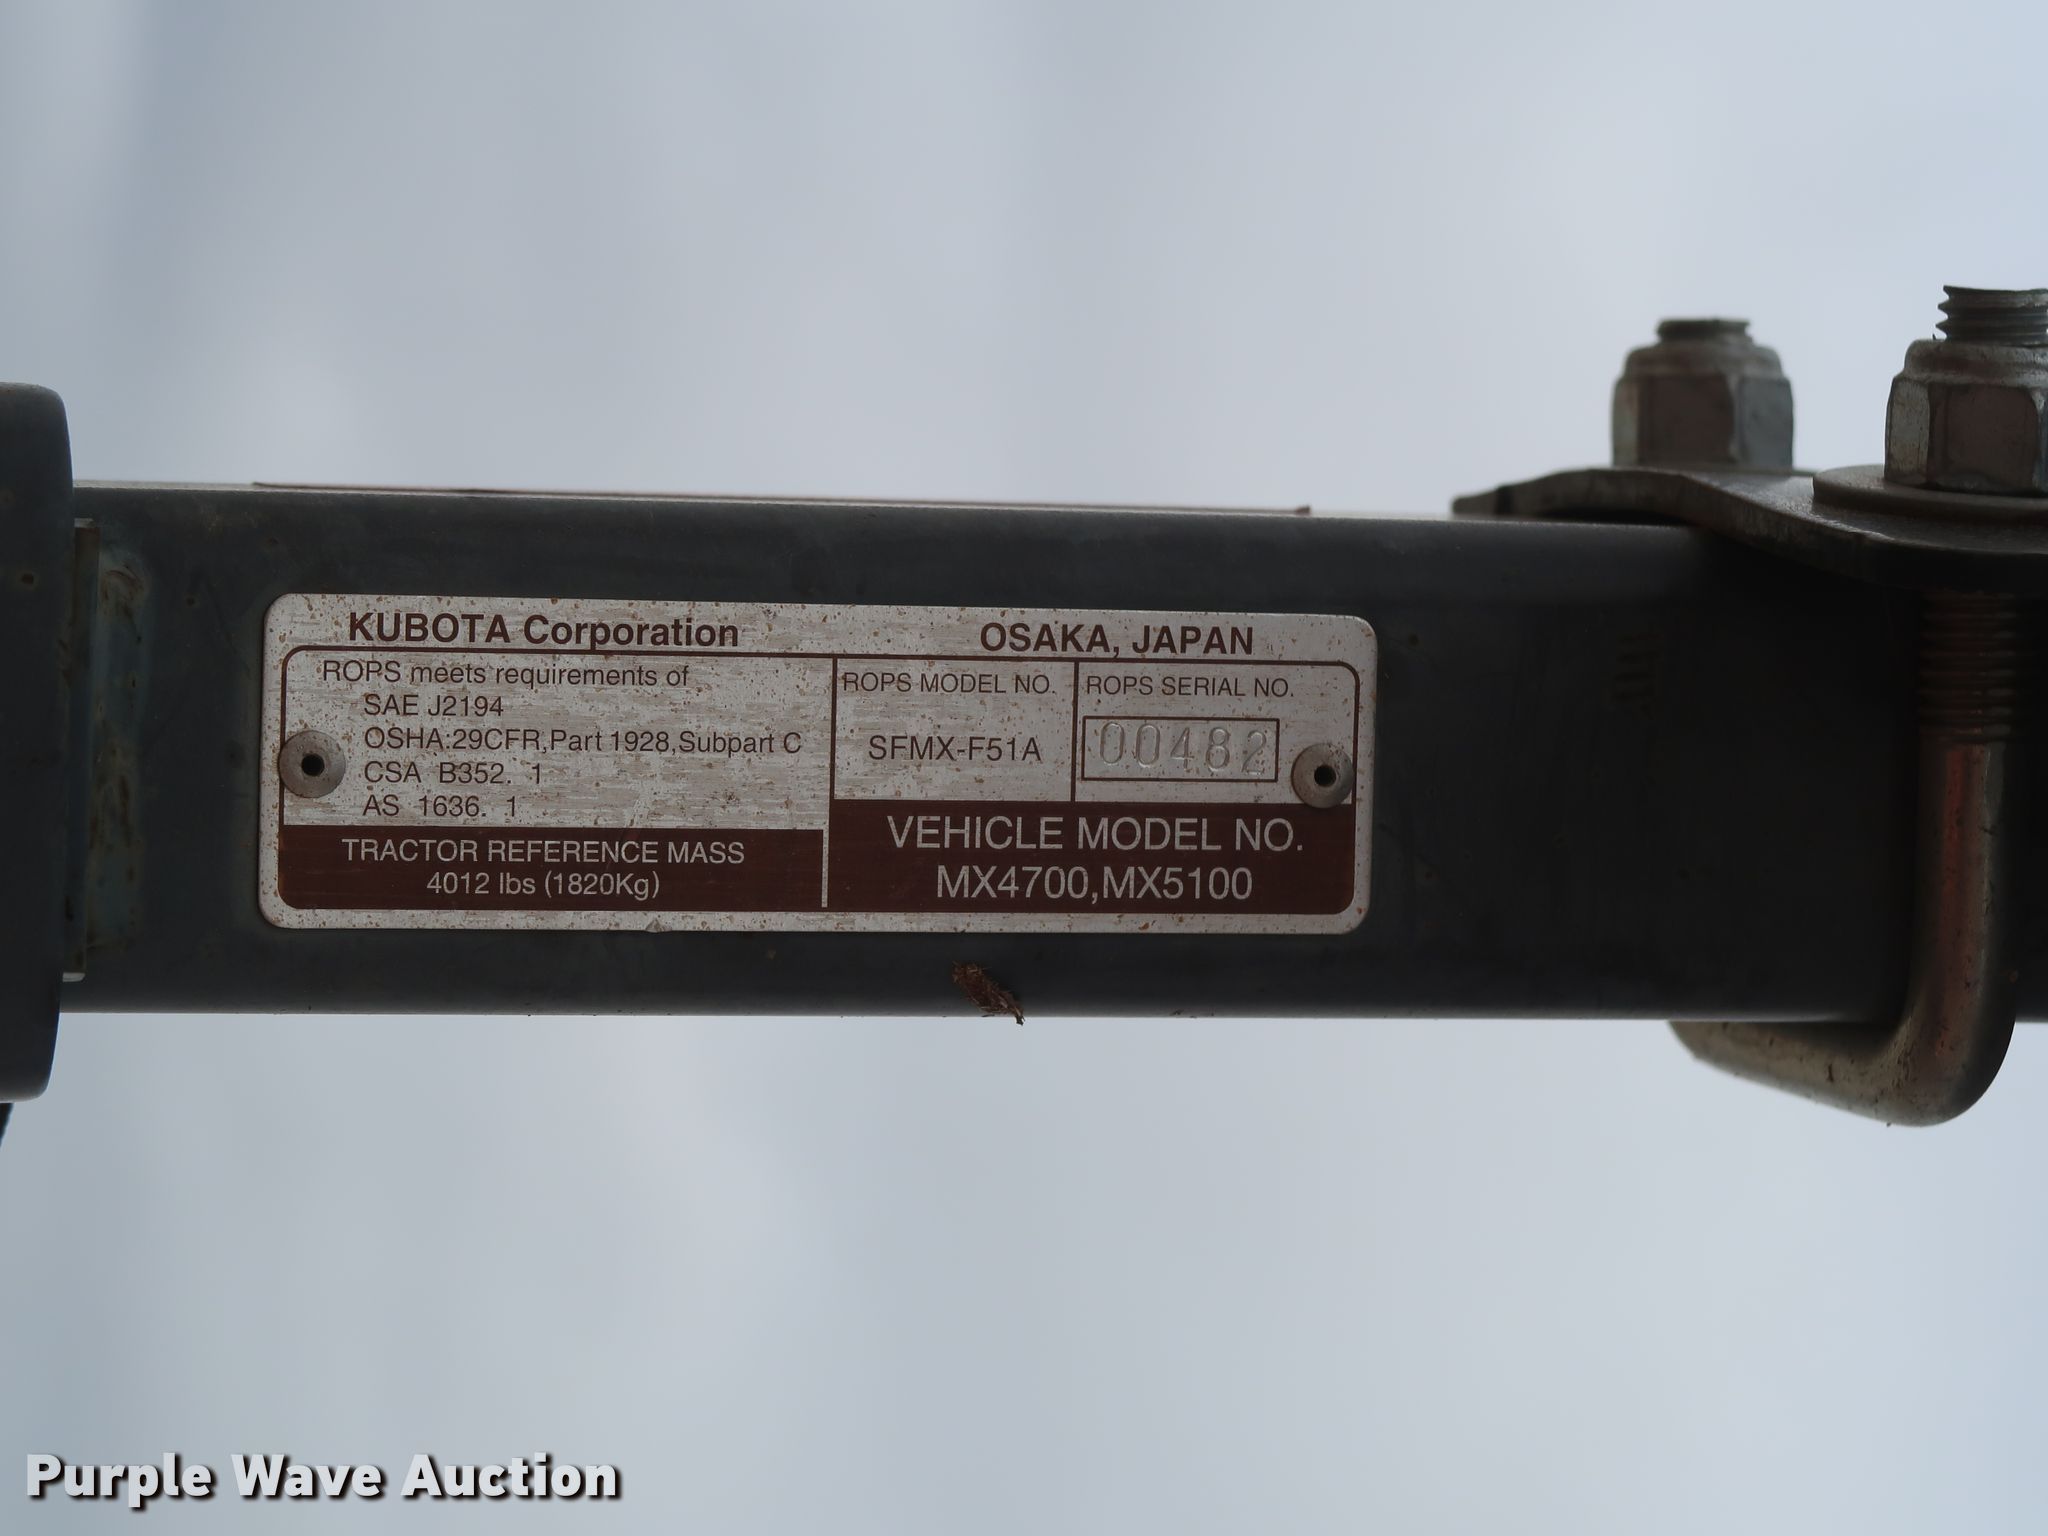 KUBOTA Corporation OSAKA, JAPAN
ROPS meets requirements of
SAE J2194
OSHA:29CFR,Part 1928,Subpart C
CSA B352. 1
AS 1636. 1
TRACTOR REFERENCE MASS
4012 lbs (1820Kg)
ROPS MODEL NO.
SFMX-F51A
ROPS SERIAL NO.
00482
VEHICLE MODEL NO.
MX4700,MX5100
Purple Wave Auction